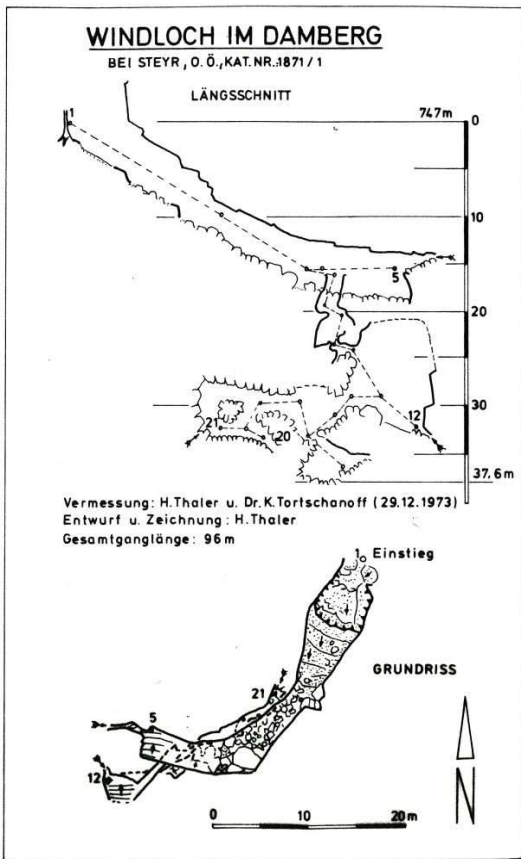 WINDLOCH IM DAMBERG
BEI STEYR, O.Ö., KAT.NR.:1871/1
LÄNGSSCHNITT
1
747m
0
10
5
20
30
12
21
20
37.6m
Vermessung: H.Thaler u. Dr.K.Tortschanoff (29.12.1973)
Entwurf u. Zeichnung: H.Thaler
Gesamtganglänge: 96m
1 Einstieg
GRUNDRISS
21
5
12
0 10 20m
N